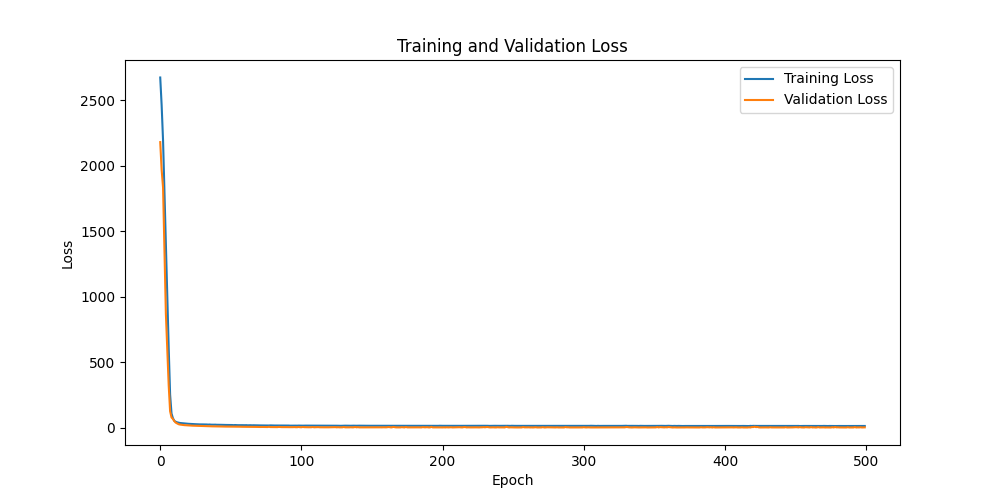 Training and Validation Loss
Training Loss
Validation Loss
2500
2000
1500
1000
500
0
Loss
0 100 200 300 400 500
Epoch